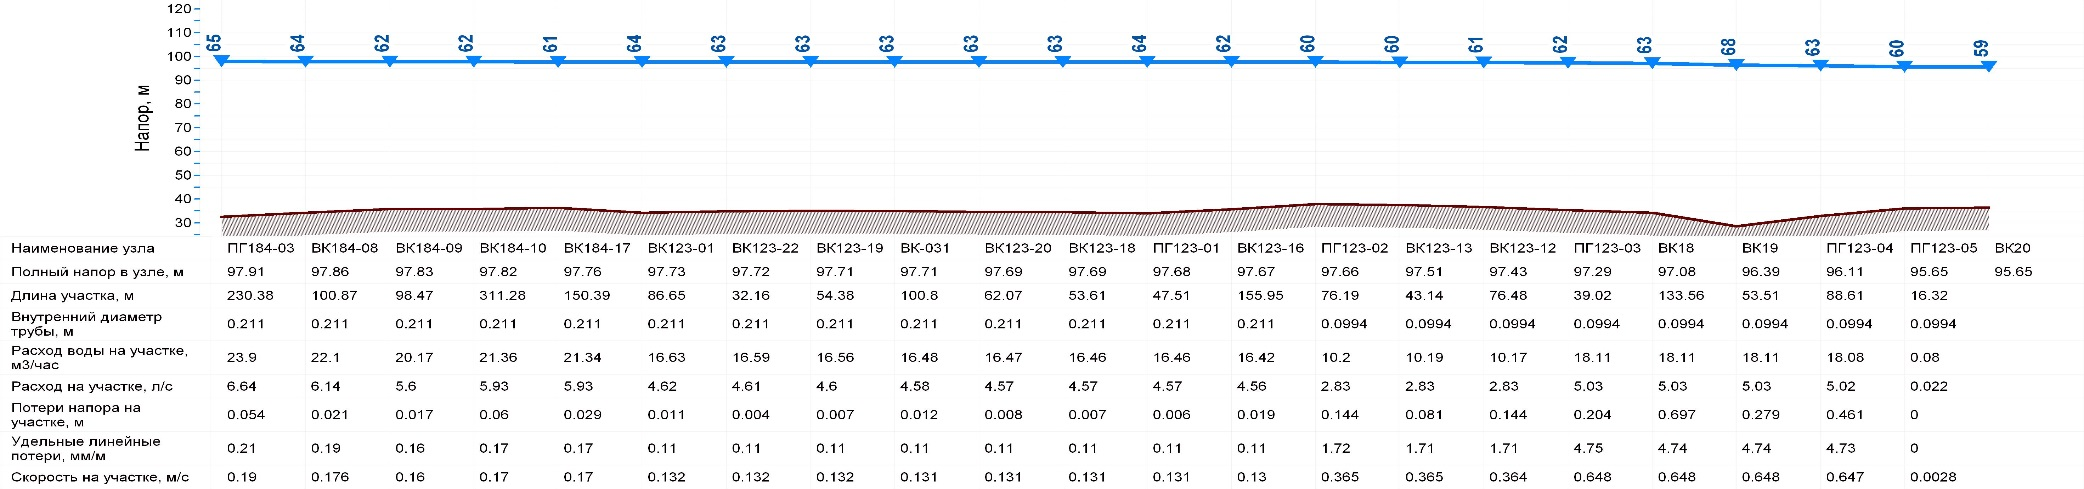 120
110
100
90
80
70
60
50
40
30
Напор, м
65 64 62 62 61 64 63 63 63 63 63 64 62 60 60 61 62 63 68 63 60 59
Наименование узла ПГ184-03 ВК184-08 ВК184-09 ВК184-10 ВК184-17 ВК123-01 ВК123-22 ВК123-19 ВК-031 ВК123-20 ВК123-18 ПГ123-01 ВК123-16 ПГ123-02 ВК123-13 ВК123-12 ПГ123-03 ВК18 ВК19 ПГ123-04 ПГ123-05 ВК20
Полный напор в узле, м 97.91 97.86 97.83 97.82 97.76 97.73 97.72 97.71 97.71 97.69 97.69 97.68 97.67 97.66 97.51 97.43 97.29 97.08 96.39 96.11 95.65 95.65
Длина участка, м 230.38 100.87 98.47 311.28 150.39 86.65 32.16 54.38 100.8 62.07 53.61 47.51 155.95 76.19 43.14 76.48 39.02 133.56 53.51 88.61 16.32
Внутренний диаметр
трубы, м 0.211 0.211 0.211 0.211 0.211 0.211 0.211 0.211 0.211 0.211 0.211 0.211 0.211 0.0994 0.0994 0.0994 0.0994 0.0994 0.0994 0.0994 0.0994
Расход воды на участке,
м3/час 23.9 22.1 20.17 21.36 21.34 16.63 16.59 16.56 16.48 16.47 16.46 16.46 16.42 10.2 10.19 10.17 18.11 18.11 18.11 18.08 0.08
Расход на участке, л/с 6.64 6.14 5.6 5.93 5.93 4.62 4.61 4.6 4.58 4.57 4.57 4.57 4.56 2.83 2.83 2.83 5.03 5.03 5.03 5.02 0.022
Потери напора на
участке, м 0.054 0.021 0.017 0.06 0.029 0.011 0.004 0.007 0.012 0.008 0.007 0.006 0.019 0.144 0.081 0.144 0.204 0.697 0.279 0.461 0
Удельные линейные
потери, мм/м 0.21 0.19 0.16 0.17 0.17 0.11 0.11 0.11 0.11 0.11 0.11 0.11 0.11 1.72 1.71 1.71 4.75 4.74 4.74 4.73 0
Скорость на участке, м/с 0.19 0.176 0.16 0.17 0.17 0.132 0.132 0.132 0.131 0.131 0.131 0.131 0.13 0.365 0.365 0.364 0.648 0.648 0.648 0.647 0.0028